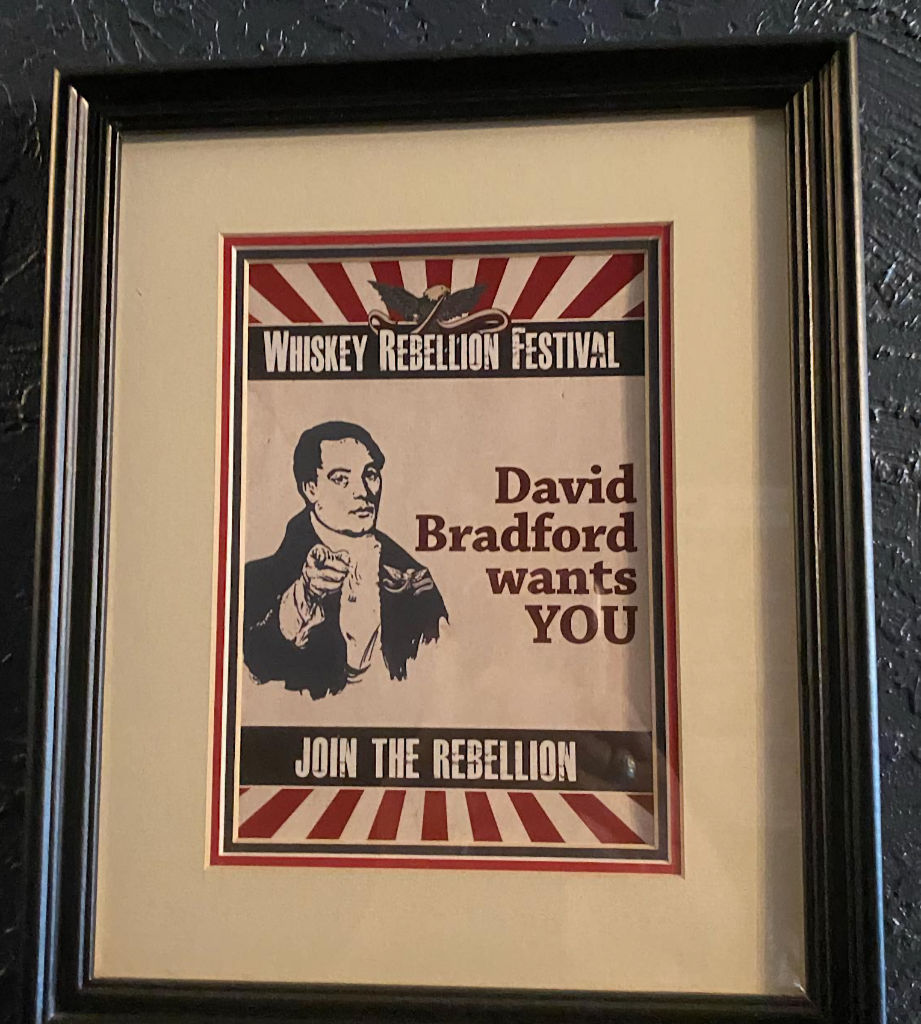 WHISKEY REBELLION FESTIVAL
David
Bradford
wants
YOU
JOIN THE REBELLION